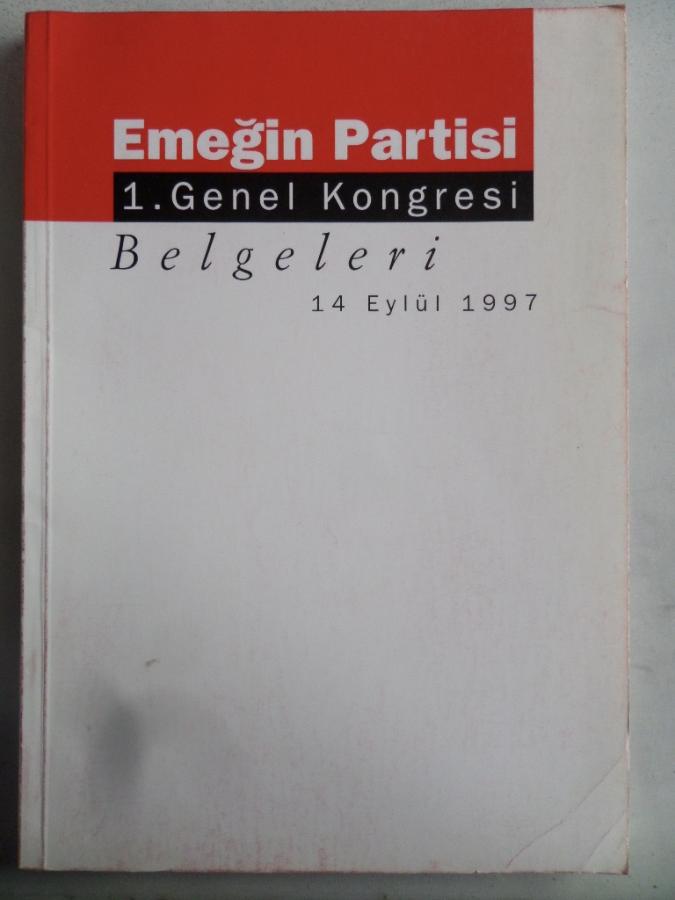 Emeğin Partisi
1. Genel Kongresi
Belgeleri
14 Eylül 1997